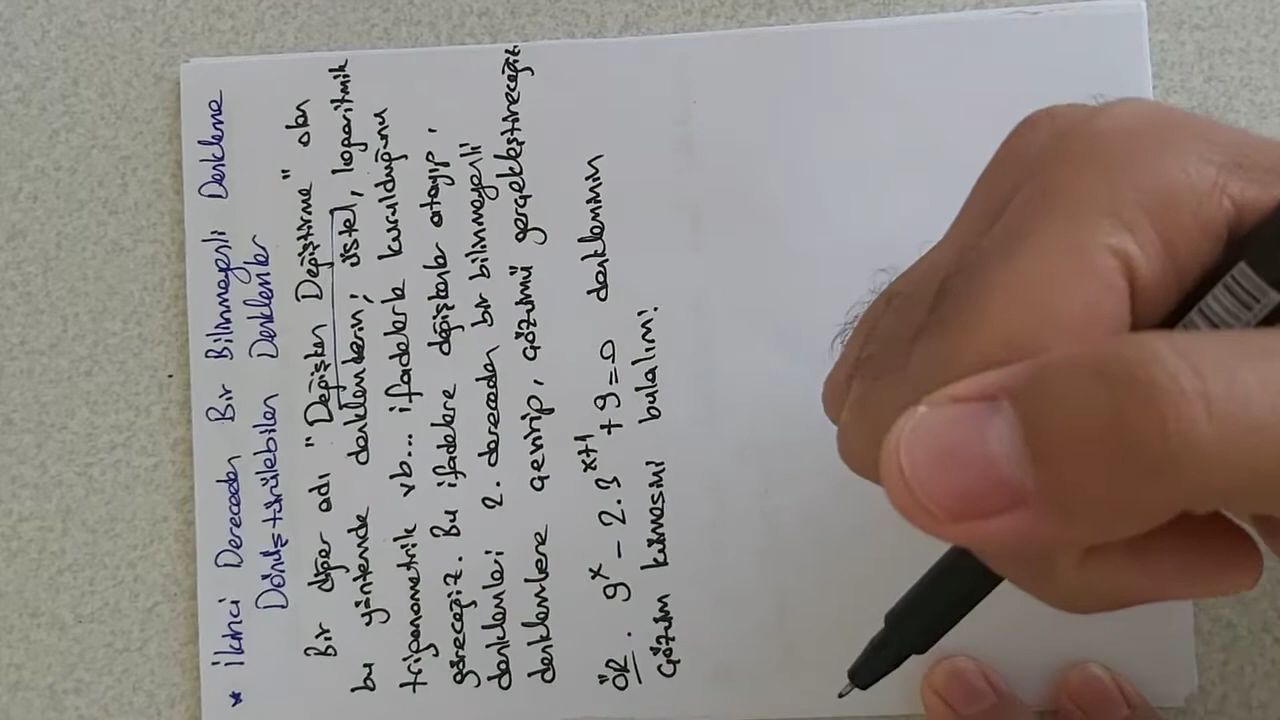 * İkinci Dereceden Bir Bilinmeyenli Denkleme
Dönüştürülebilen Denklemler
Bir diğer adı "Değişken Değiştirme" olan
bu yöntemde denklemlerin; üstel, logaritmik
trigonometrik vb... ifadelerle kurulduğunu
göreceğiz. Bu ifadelere değişkenler atayıp,
denklemleri 2. dereceden bir bilinmeyenli
denklemlere çevirip, çözümü gerçekleştireceğiz.
ÖR. 9^x - 2.3^{x+1} + 9 = 0 denkleminin
Çözüm kümesini bulalım!